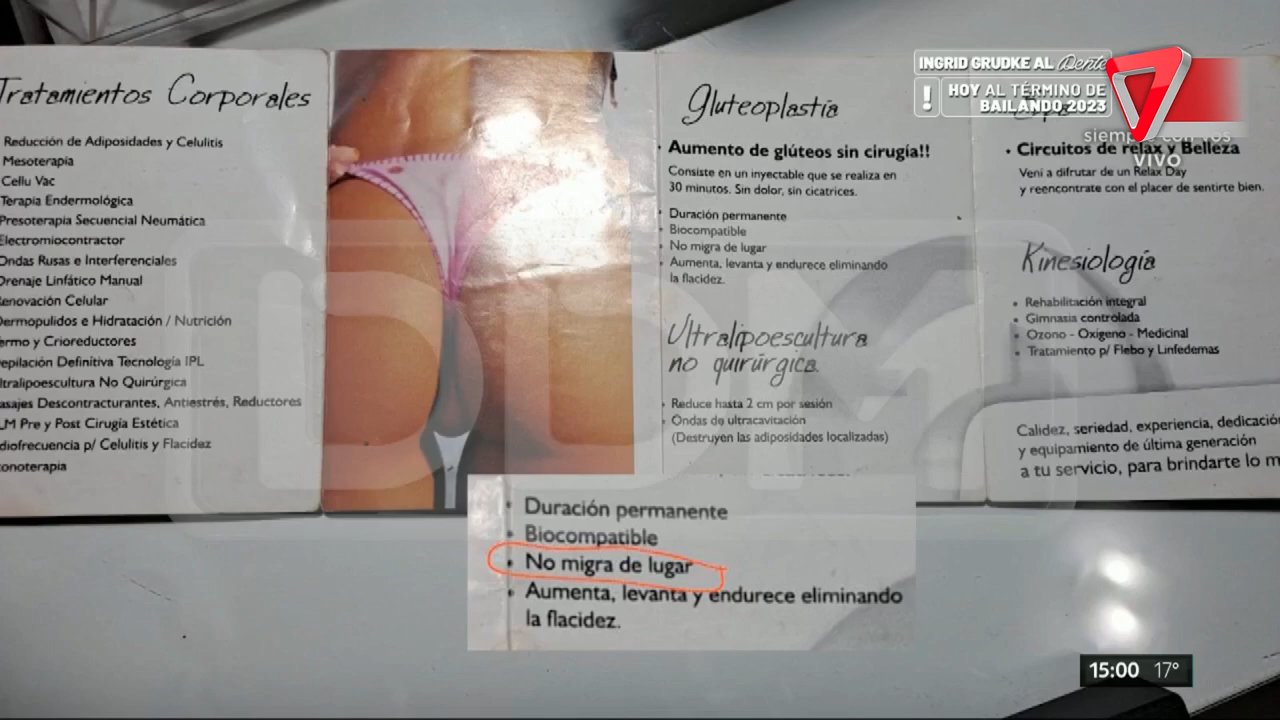 Tratamientos Corporales
Reducción de Adiposidades y Celulitis
Mesoterapia
Cellu Vac
Terapia Endermológica
Presoterapia Secuencial Neumática
Electromiocontractor
Ondas Rusas e Interferenciales
Drenaje Linfático Manual
enovación Celular
Dermopulidos e Hidratación / Nutrición
ermo y Crioreductores
epilación Definitiva Tecnología IPL
ltralipoescultura No Quirúrgica
asajes Descontracturantes, Antiestrés, Reductores
LM Pre y Post Cirugía Estética
diofrecuencia p/ Celulitis y Flacidez
onoterapia
Gluteoplastía
• Aumento de glúteos sin cirugía!!
Consiste en un inyectable que se realiza en
30 minutos. Sin dolor, sin cicatrices.
• Duración permanente
• Biocompatible
• No migra de lugar
• Aumenta, levanta y endurece eliminando
la flacidez.
Ultralipoescultura
no quirúrgica.
• Reduce hasta 2 cm por sesión
• Ondas de ultracavitación
(Destruyen las adiposidades localizadas)
INGRID GRUDKE AL
! HOY AL TÉRMINO DE
BAILANDO 2023
siempre con vos
VIVO
• Circuitos de relax y Belleza
Vení a difrutar de un Relax Day
y reencontrate con el placer de sentirte bien.
Kinesiología
• Rehabilitación integral
• Gimnasia controlada
• Ozono - Oxigeno - Medicinal
• Tratamiento p/ Flebo y Linfedemas
Calidez, seriedad, experiencia, dedicació
y equipamiento de última generación
a tu servicio, para brindarte lo m
• Duración permanente
• Biocompatible
• No migra de lugar
• Aumenta, levanta y endurece eliminando
la flacidez.
DDM
15:00 17°